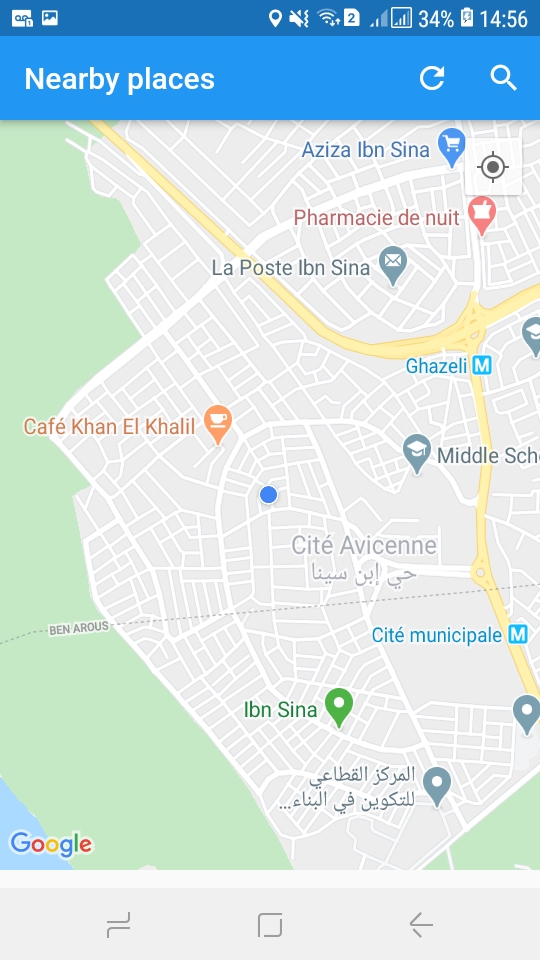 2 34% 14:56
Nearby places
Aziza Ibn Sina
Pharmacie de nuit
La Poste Ibn Sina
Ghazeli M
Café Khan El Khalil
Middle Scho
Cité Avicenne
حي إبن سينا
BEN AROUS
Cité municipale M
Ibn Sina
المركز القطاعي
للتكوين في البناء...
Google